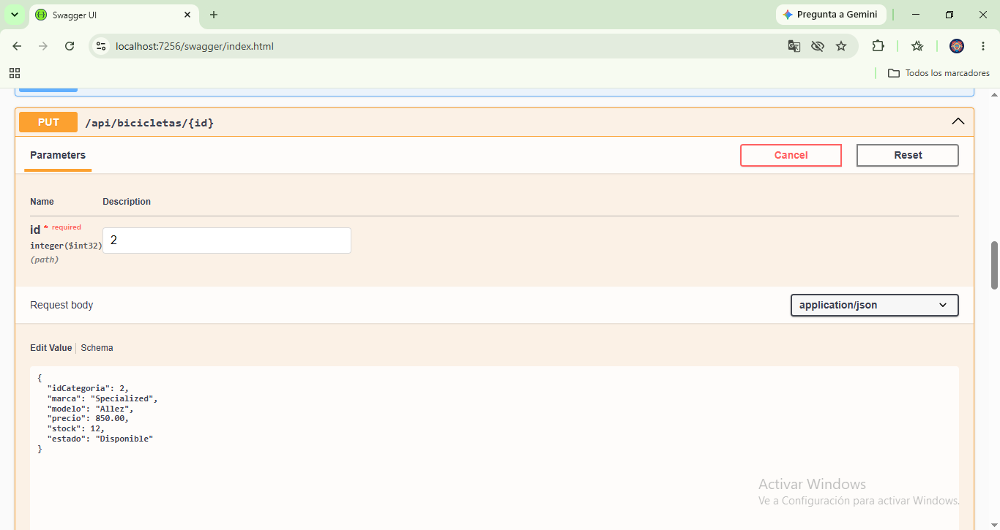 Swagger UI
Pregunta a Gemini
localhost:7256/swagger/index.html
Todos los marcadores
PUT /api/bicicletas/{id}
Parameters
Cancel
Reset
Name Description
id * required
integer($int32)
(path)
2
Request body
application/json
Edit Value Schema
{
  "idCategoria": 2,
  "marca": "Specialized",
  "modelo": "Allez",
  "precio": 850.00,
  "stock": 12,
  "estado": "Disponible"
}
Activar Windows
Ve a Configuración para activar Windows.